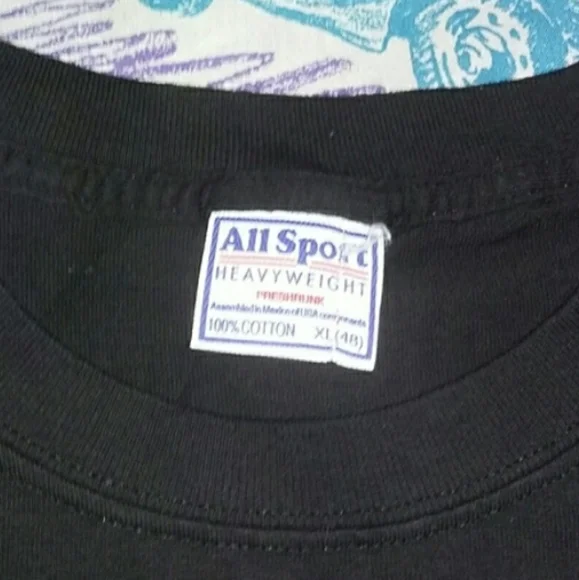 All Sport
HEAVYWEIGHT
PRESHRUNK
Assembled in Mexico of USA components
100% COTTON XL (48)